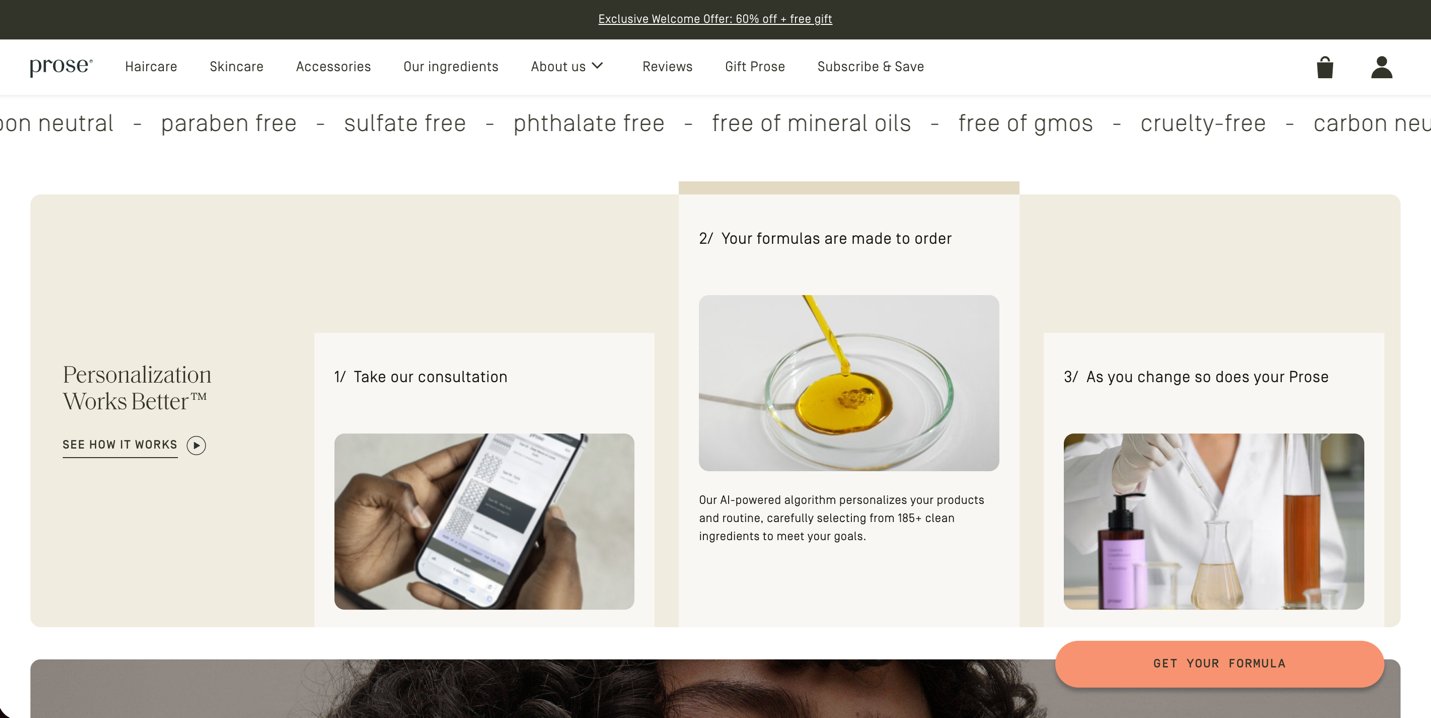 Exclusive Welcome Offer: 60% off + free gift
prose® Haircare Skincare Accessories Our ingredients About us Reviews Gift Prose Subscribe & Save
neutral - paraben free - sulfate free - phthalate free - free of mineral oils - free of gmos - cruelty-free - carbon
Personalization
Works Better™
SEE HOW IT WORKS
1/ Take our consultation
2/ Your formulas are made to order
Our AI-powered algorithm personalizes your products
and routine, carefully selecting from 185+ clean
ingredients to meet your goals.
3/ As you change so does your Prose
GET YOUR FORMULA